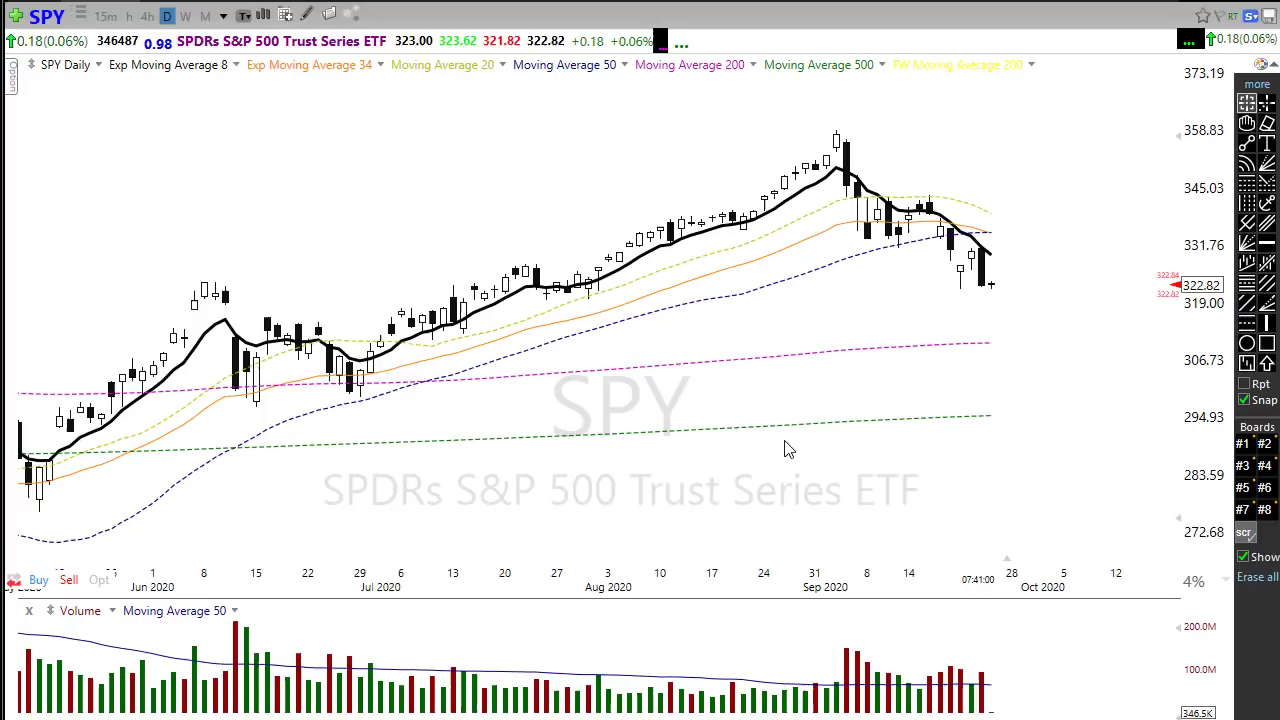 SPY 15m h 4h D W M T RT S
0.18(0.06%) 346487 0.98 SPDRs S&P 500 Trust Series ETF 323.00 323.62 321.82 322.82 +0.18 +0.06% ... ... 0.18(0.06%)
Option
SPY Daily Exp Moving Average 8 Exp Moving Average 34 Moving Average 20 Moving Average 50 Moving Average 200 Moving Average 500 FW Moving Average 200
373.19
358.83
345.03
331.76
322.84
322.82
322.82
319.00
306.73
294.93
283.59
272.68
SPY
SPDRs S&P 500 Trust Series ETF
more
T
Rpt
Snap
Boards
#1 #2
#3 #4
#5 #6
#7 #8
scr
Show
Erase all
1 8 15 22 29 6 13 20 27 3 10 17 24 31 8 14 07:41:00 28 5 12
Buy Sell Opt
Jun 2020 Jul 2020 Aug 2020 Sep 2020 Oct 2020
4%
x Volume Moving Average 50
200.0M
100.0M
346.5K